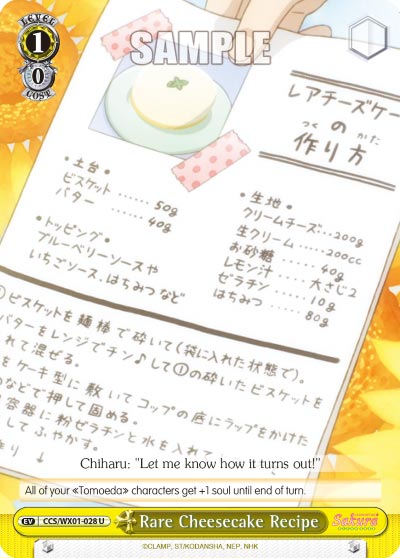 LEVEL
1
0
COST
SAMPLE
レアチーズケー
の
つく かた
作り方
・土台・
ビスケット …… 50g
バター …… 40g
・トッピング・
ブルーベリーソースや
いちごソース、はちみつ など
・生地・
クリームチーズ‥200g
生クリーム‥‥200cc
お砂糖 …… 40g
レモン汁 …… 大さじ2
ゼラチン …… 10g
はちみつ …… 80g
①ビスケットを麺棒で砕いて(袋に入れた状態で)。
バターをレンジでチン♪して①の砕いたビスケットを
れて混ぜる。
をケーキ型に敷いてコップの底にラップをかけた
などで押して固める。
容器に粉ゼラチンと水を入れて
してふやかす。
Chiharu: "Let me know how it turns out!"
All of your «Tomoeda» characters get +1 soul until end of turn.
EV CCS/WX01-028 U Rare Cheesecake Recipe
Sakura
©CLAMP, ST/KODANSHA, NEP, NHK